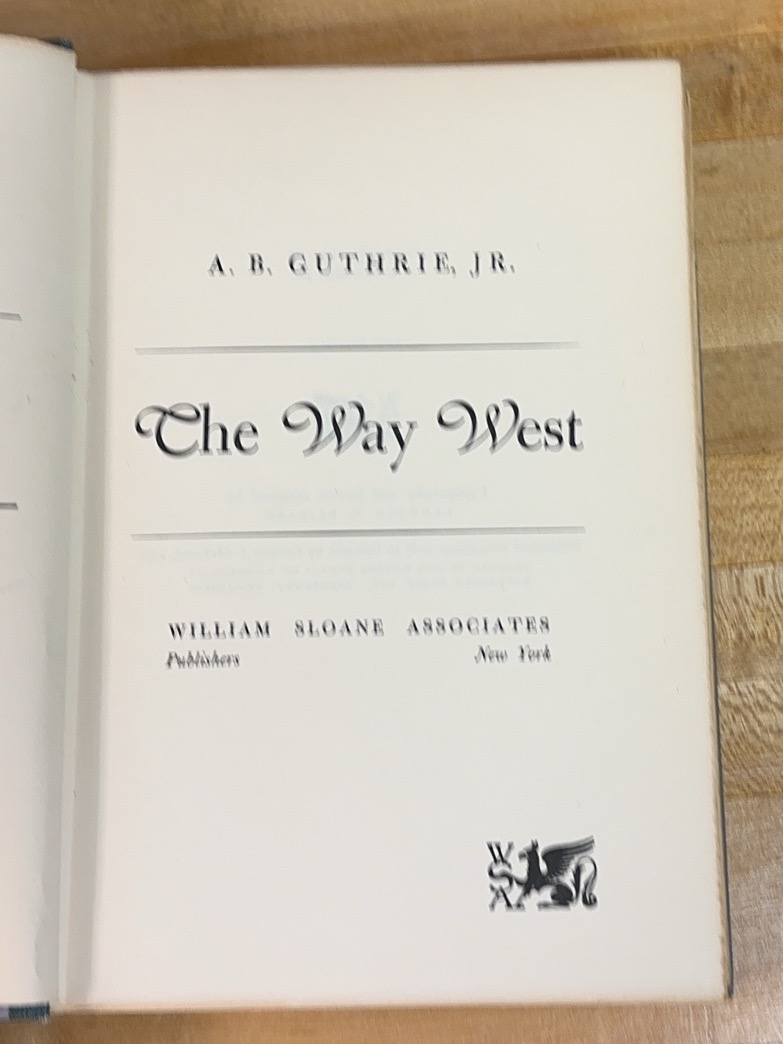 A. B. GUTHRIE, JR.
The Way West
WILLIAM SLOANE ASSOCIATES
Publishers New York
W
S
A